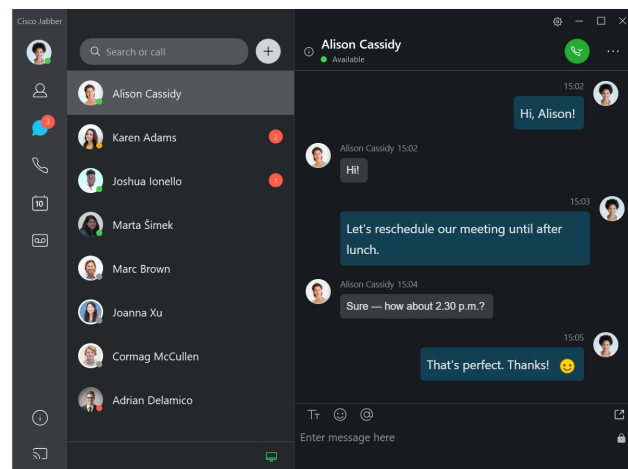 Cisco Jabber
Search or call
Alison Cassidy
Available
3
10
Alison Cassidy
Karen Adams
2
Joshua Ionello
1
Marta Šimek
Marc Brown
Joanna Xu
Cormag McCullen
Adrian Delamico
15:02
Hi, Alison!
Alison Cassidy 15:02
Hi!
15:03
Let's reschedule our meeting until after
lunch.
Alison Cassidy 15:04
Sure — how about 2.30 p.m.?
15:05
That's perfect. Thanks!
Tт
@
Enter message here